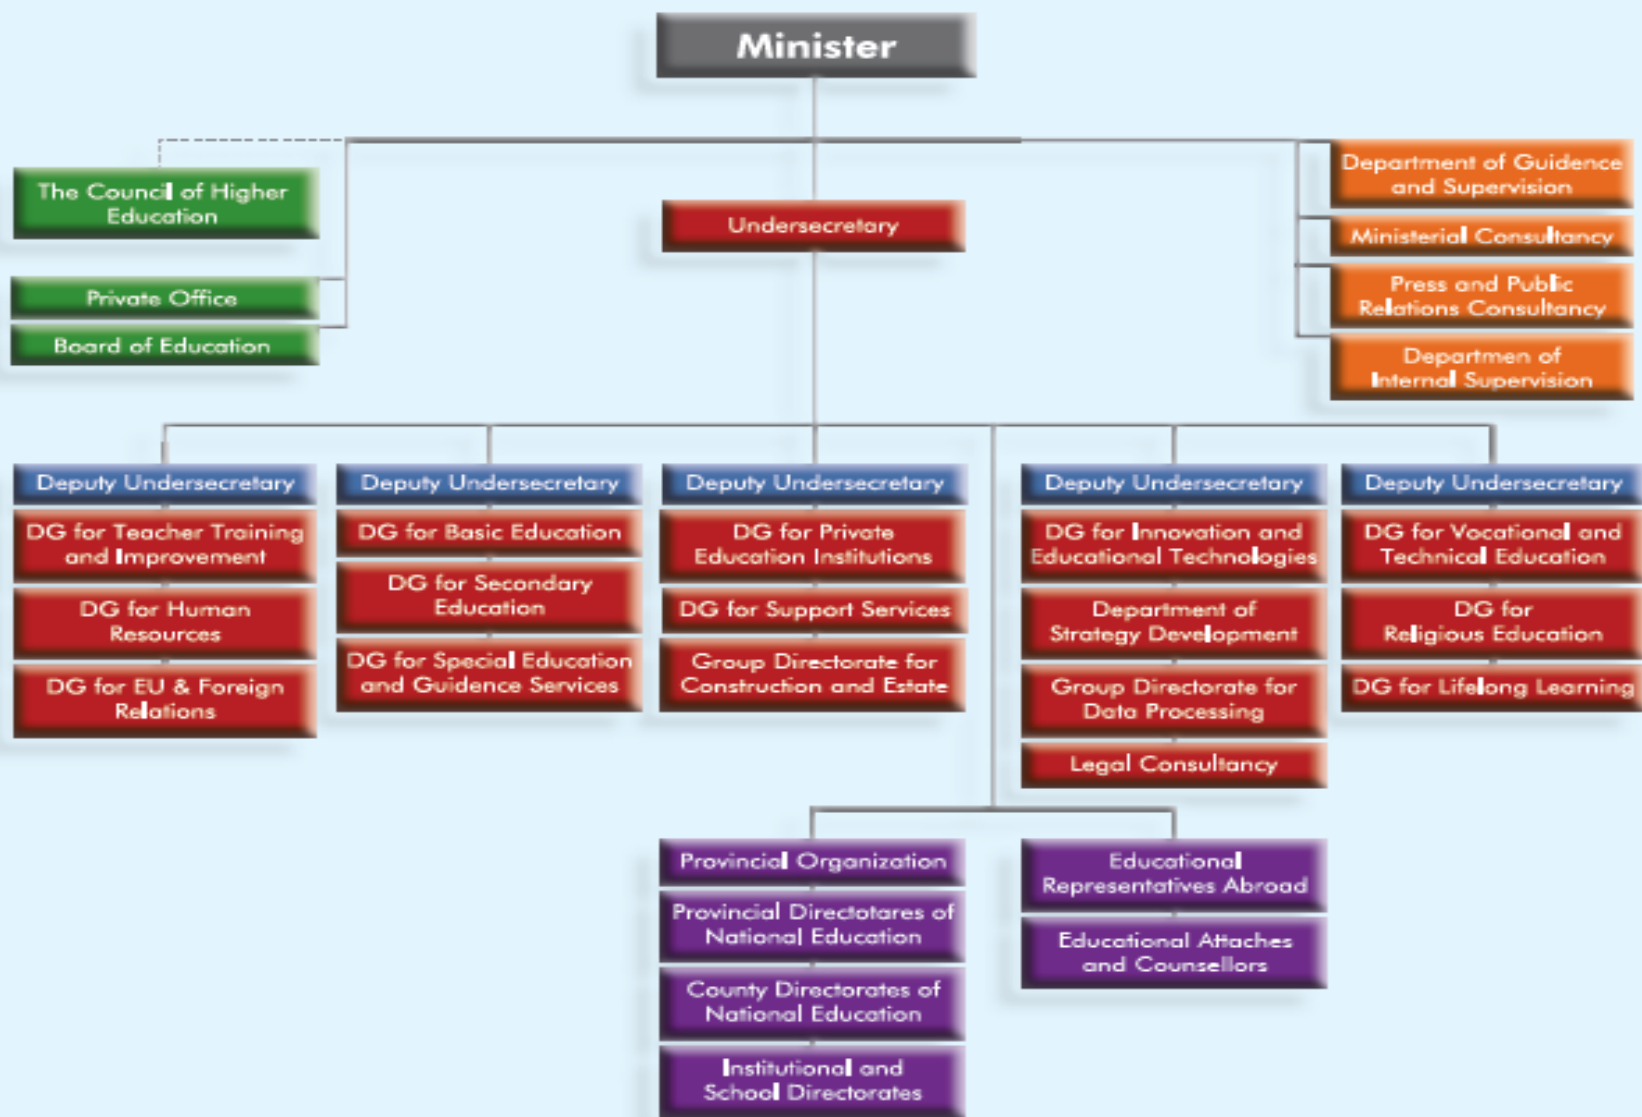 Minister
The Council of Higher
Education
Private Office
Board of Education
Undersecretary
Department of Guidence
and Supervision
Ministerial Consultancy
Press and Public
Relations Consultancy
Departmen of
Internal Supervision
Deputy Undersecretary
DG for Teacher Training
and Improvement
DG for Human
Resources
DG for EU & Foreign
Relations
Deputy Undersecretary
DG for Basic Education
DG for Secondary
Education
DG for Special Education
and Guidence Services
Deputy Undersecretary
DG for Private
Education Institutions
DG for Support Services
Group Directorate for
Construction and Estate
Deputy Undersecretary
DG for Innovation and
Educational Technologies
Department of
Strategy Development
Group Directorate for
Data Processing
Legal Consultancy
Deputy Undersecretary
DG for Vocational and
Technical Education
DG for
Religious Education
DG for Lifelong Learning
Provincial Organization
Provincial Directotares of
National Education
County Directorates of
National Education
Institutional and
School Directorates
Educational
Representatives Abroad
Educational Attaches
and Counsellors